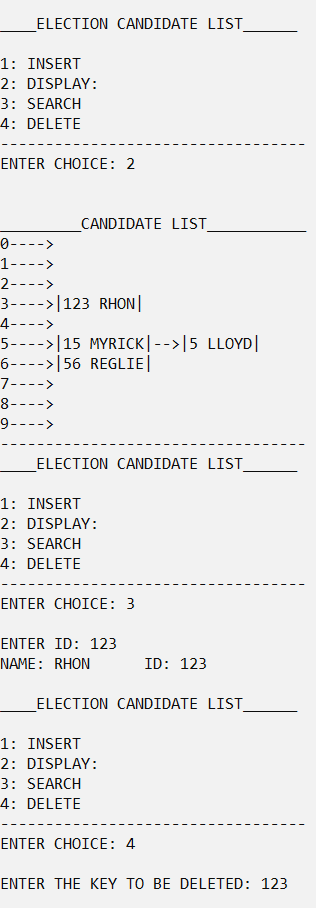 ____ELECTION CANDIDATE LIST______
1: INSERT
2: DISPLAY:
3: SEARCH
4: DELETE
----------------------------------
ENTER CHOICE: 2
_________CANDIDATE LIST___________
0---->
1---->
2---->
3---->|123 RHON|
4---->
5---->|15 MYRICK|-->|5 LLOYD|
6---->|56 REGLIE|
7---->
8---->
9---->
----------------------------------
____ELECTION CANDIDATE LIST______
1: INSERT
2: DISPLAY:
3: SEARCH
4: DELETE
----------------------------------
ENTER CHOICE: 3
ENTER ID: 123
NAME: RHON      ID: 123
____ELECTION CANDIDATE LIST______
1: INSERT
2: DISPLAY:
3: SEARCH
4: DELETE
----------------------------------
ENTER CHOICE: 4
ENTER THE KEY TO BE DELETED: 123